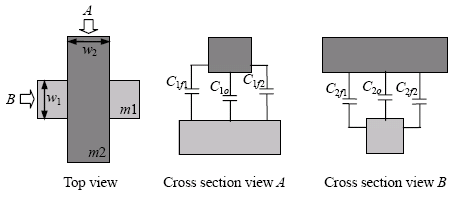 A
w₂
B
w₁
m1
m2
Top view
C₁f₁ C₁ₒ C₁f₂
Cross section view A
C₂f₁ C₂ₒ C₂f₂
Cross section view B